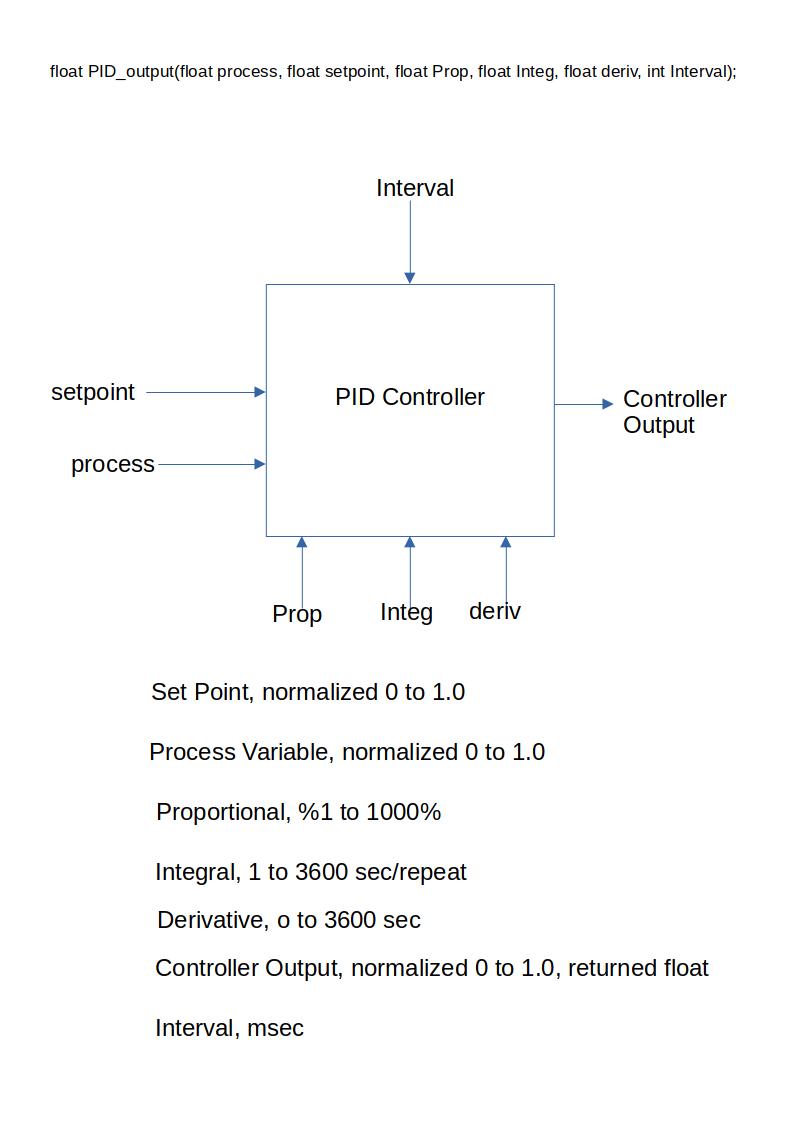 float PID_output(float process, float setpoint, float Prop, float Integ, float deriv, int Interval);
Interval
setpoint
PID Controller
Controller
Output
process
Prop
Integ
deriv
Set Point, normalized 0 to 1.0
Process Variable, normalized 0 to 1.0
Proportional, %1 to 1000%
Integral, 1 to 3600 sec/repeat
Derivative, o to 3600 sec
Controller Output, normalized 0 to 1.0, returned float
Interval, msec